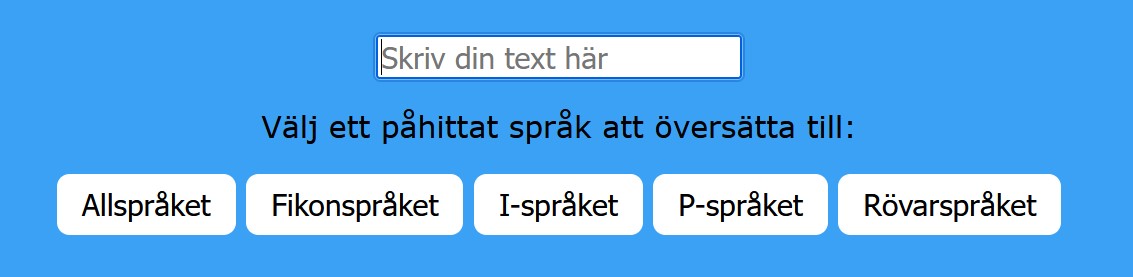 Skriv din text här
Välj ett påhittat språk att översätta till:
Allspråket Fikonspråket I-språket P-språket Rövarspråket